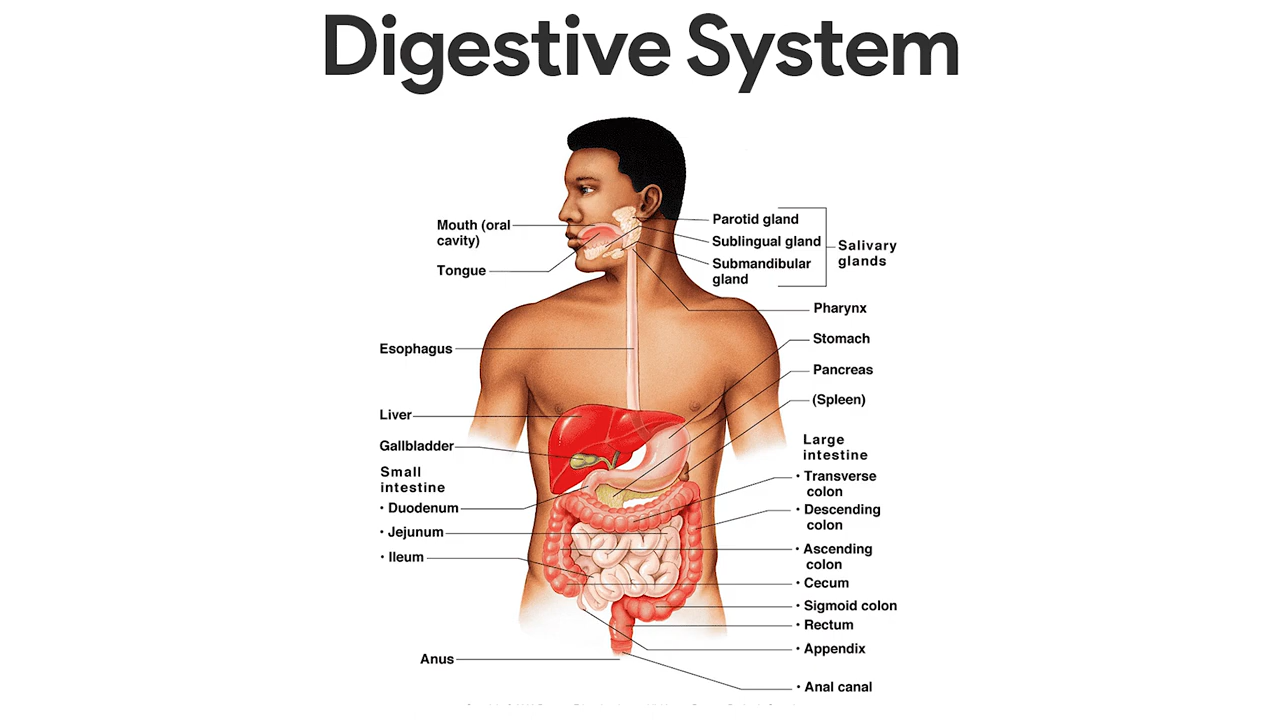 Digestive System
Mouth (oral
cavity)
Tongue
Esophagus
Liver
Gallbladder
Small
intestine
• Duodenum
• Jejunum
• Ileum
Anus
Parotid gland
Sublingual gland
Submandibular
gland
Salivary
glands
Pharynx
Stomach
Pancreas
(Spleen)
Large
intestine
• Transverse
colon
• Descending
colon
• Ascending
colon
• Cecum
• Sigmoid colon
• Rectum
• Appendix
• Anal canal